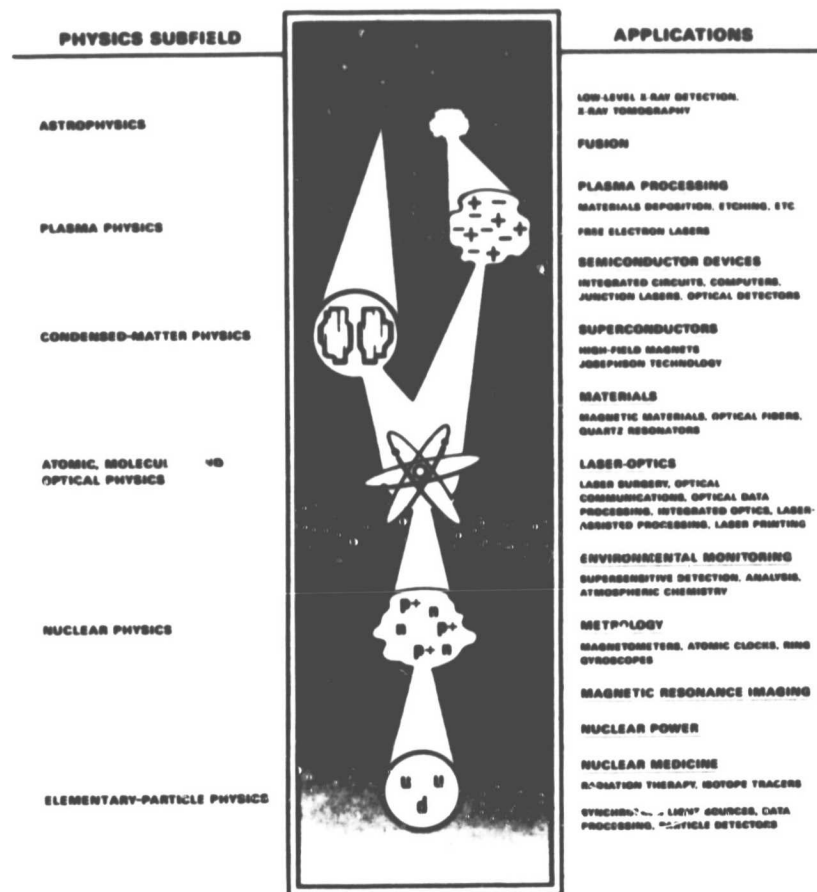 PHYSICS SUBFIELD
ASTROPHYSICS
PLASMA PHYSICS
CONDENSED-MATTER PHYSICS
ATOMIC, MOLECUL
OPTICAL PHYSICS
NUCLEAR PHYSICS
ELEMENTARY-PARTICLE PHYSICS
+ −
− + −
− + − +
− +
p+ n
n p+
p+ n
u u
d
APPLICATIONS
LOW-LEVEL X-RAY DETECTION,
X-RAY TOMOGRAPHY
FUSION
PLASMA PROCESSING
MATERIALS DEPOSITION, ETCHING, ETC
FREE ELECTRON LASERS
SEMICONDUCTOR DEVICES
INTEGRATED CIRCUITS, COMPUTERS,
JUNCTION LASERS, OPTICAL DETECTORS
SUPERCONDUCTORS
HIGH-FIELD MAGNETS
JOSEPHSON TECHNOLOGY
MATERIALS
MAGNETIC MATERIALS, OPTICAL FIBERS,
QUARTZ RESONATORS
LASER-OPTICS
LASER SURGERY, OPTICAL
COMMUNICATIONS, OPTICAL DATA
PROCESSING, INTEGRATED OPTICS, LASER-
ASSISTED PROCESSING, LASER PRINTING
ENVIRONMENTAL MONITORING
SUPERSENSITIVE DETECTION, ANALYSIS,
ATMOSPHERIC CHEMISTRY
METROLOGY
MAGNETOMETERS, ATOMIC CLOCKS, RING
GYROSCOPES
MAGNETIC RESONANCE IMAGING
NUCLEAR POWER
NUCLEAR MEDICINE
RADIATION THERAPY, ISOTOPE TRACERS
LIGHT SOURCES, DATA
PROCESSING, PARTICLE DETECTORS